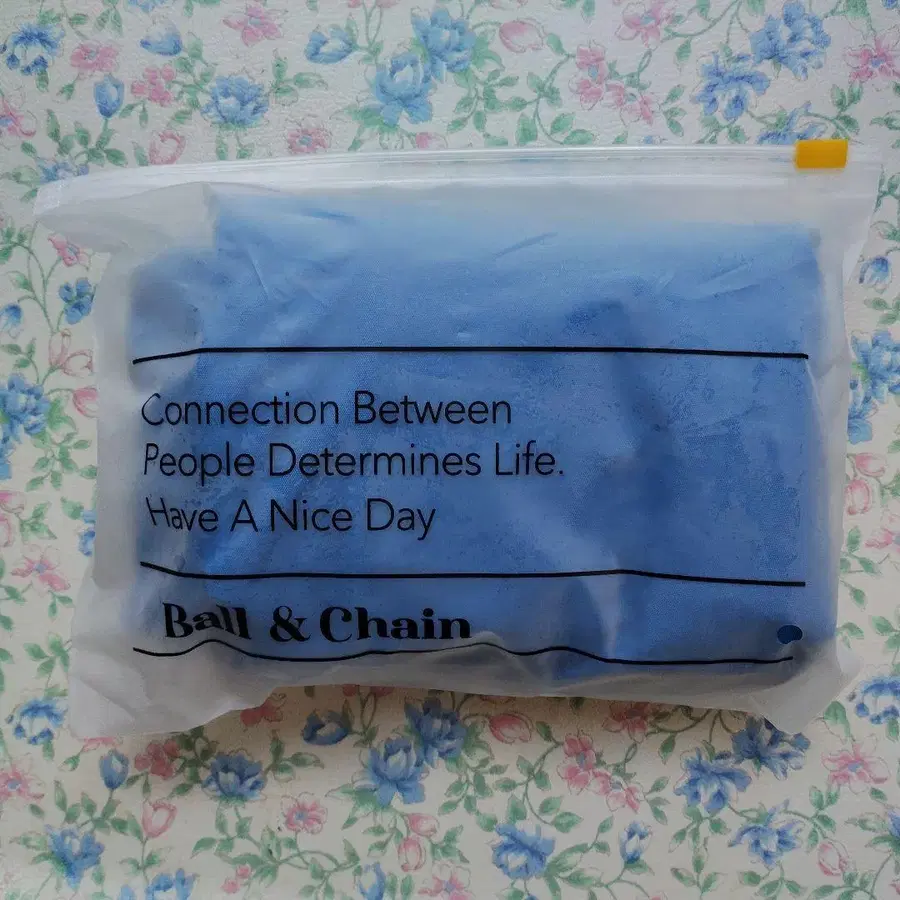 Connection Between
People Determines Life.
Have A Nice Day
Ball & Chain